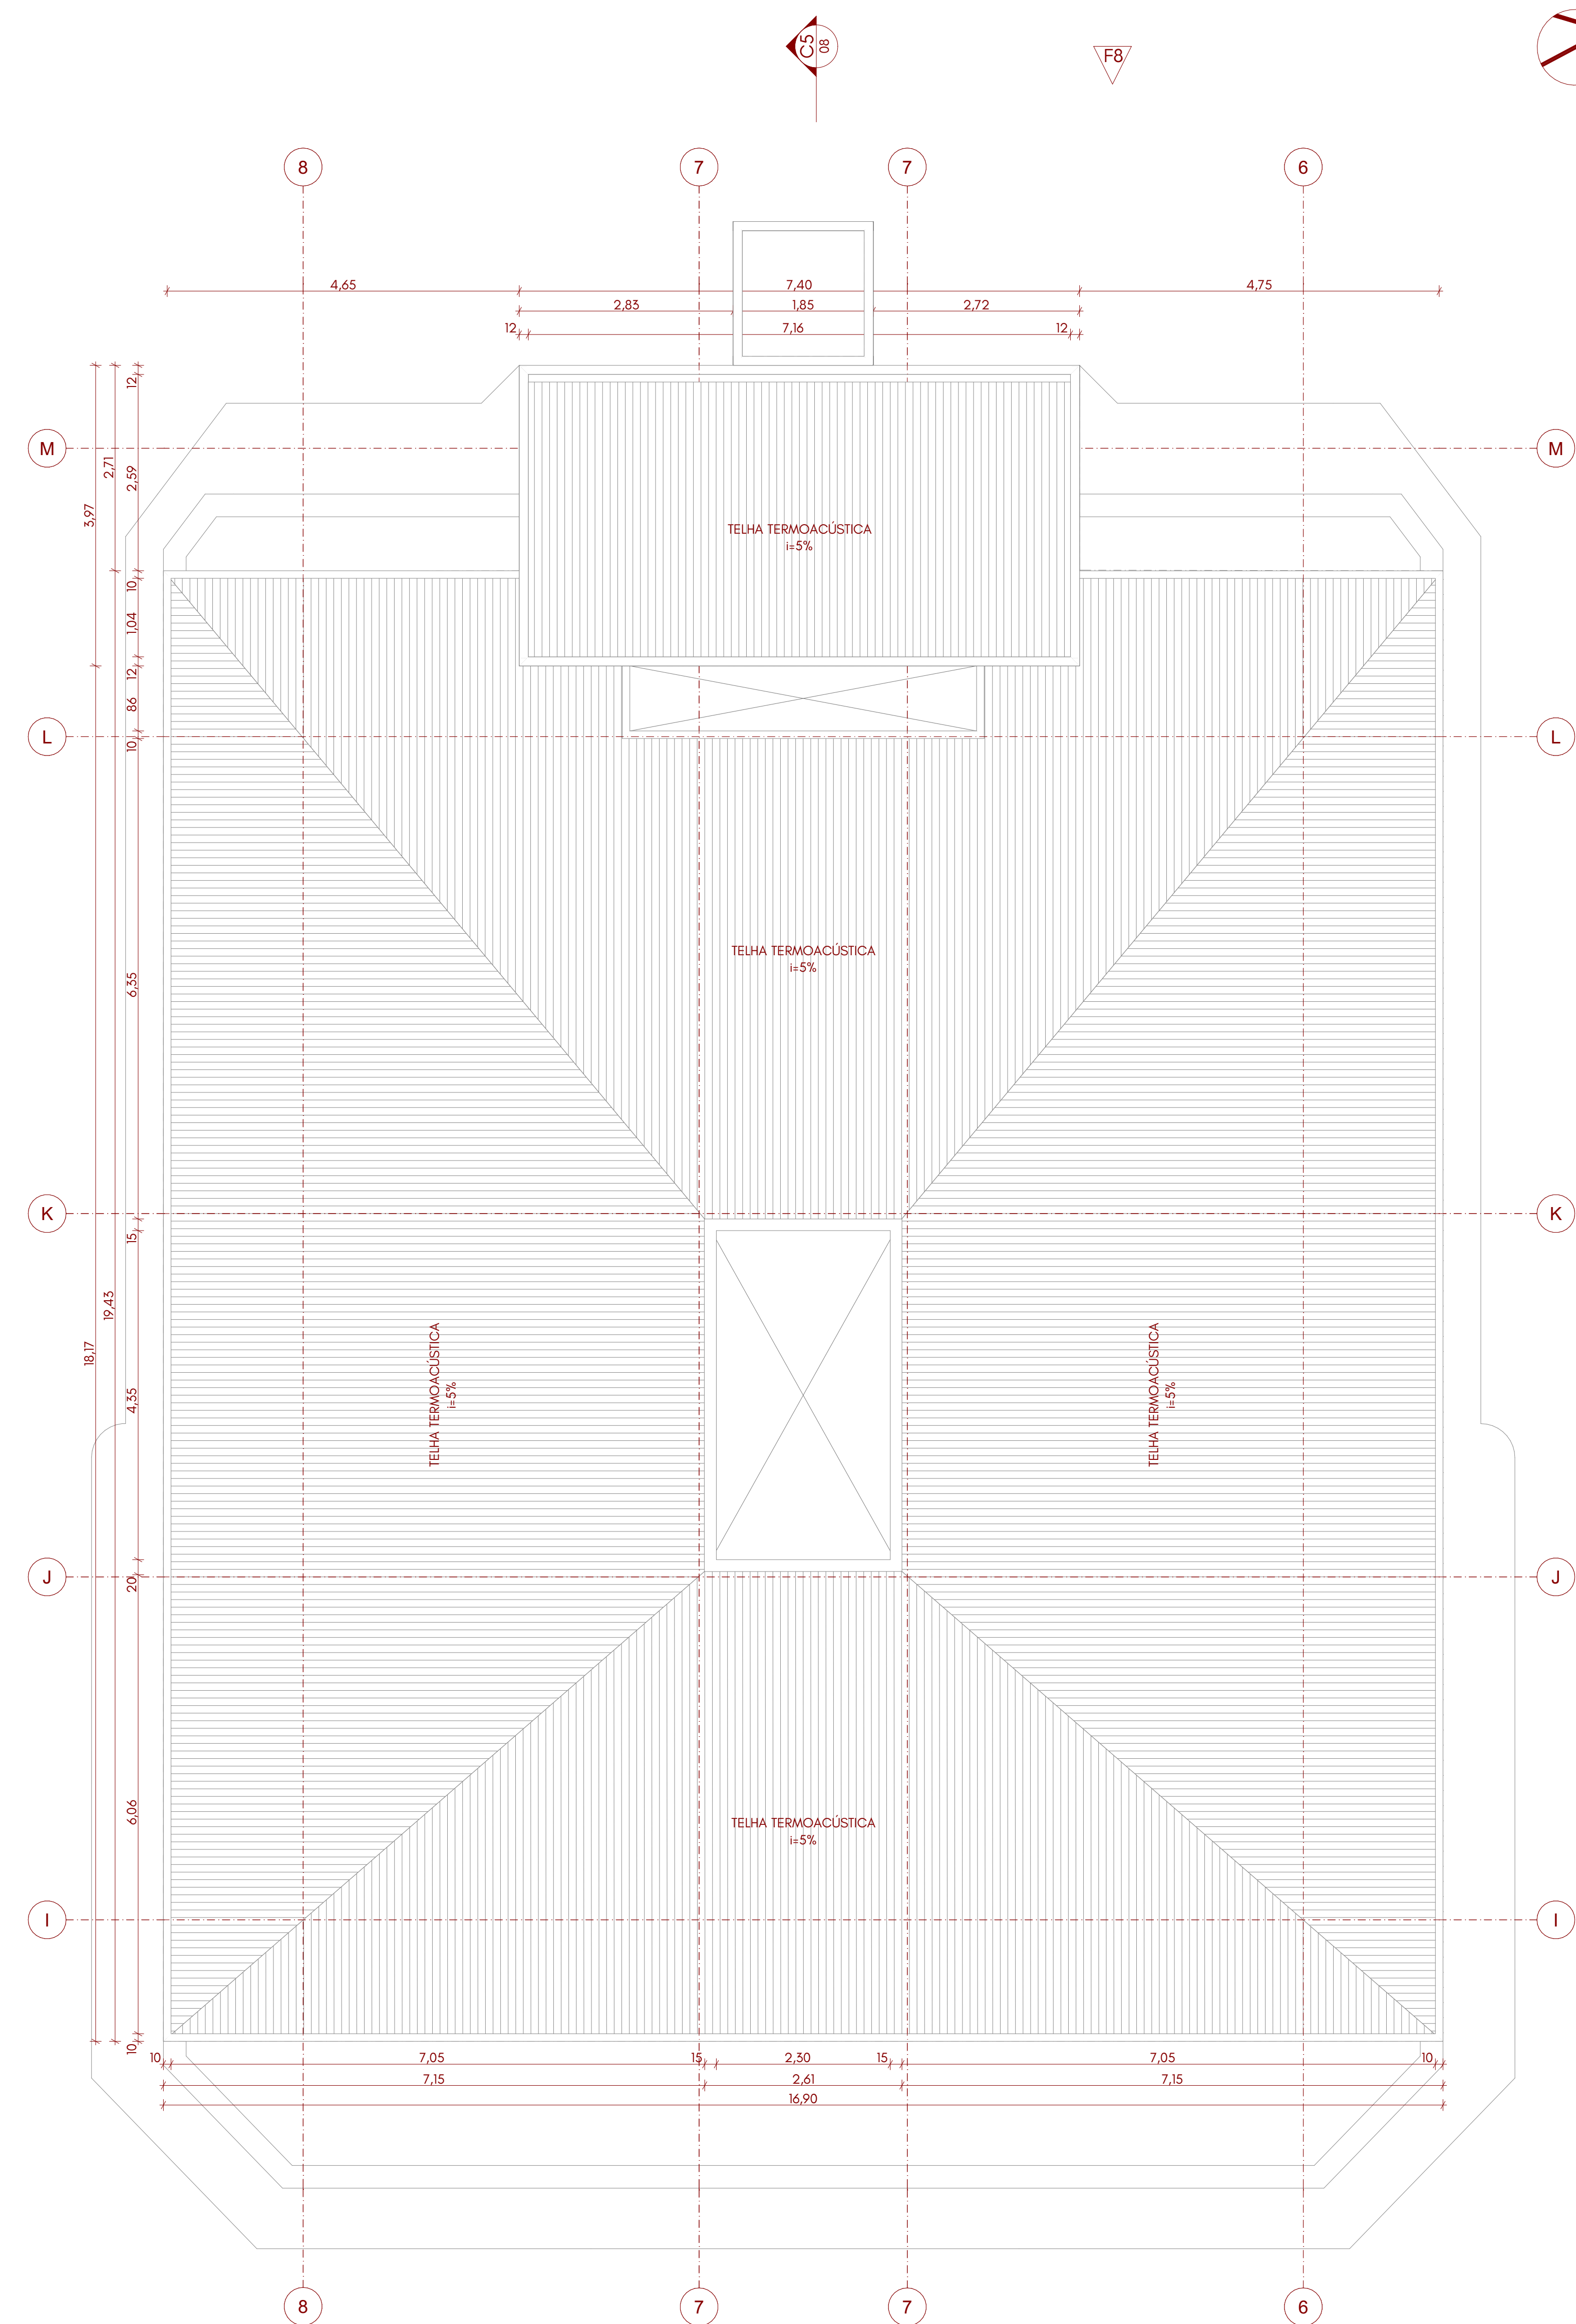 C5
08
F8
8
7
7
6
4,65
7,40
4,75
2,83
1,85
2,72
12
7,16
12
12
M
M
2,71
2,59
3,97
TELHA TERMOACÚSTICA
i=5%
10
1,04
12
86
L
L
10
TELHA TERMOACÚSTICA
i=5%
6,35
K
K
15
19,43
18,17
4,35
TELHA TERMOACÚSTICA
i=5%
TELHA TERMOACÚSTICA
i=5%
J
J
20
6,06
TELHA TERMOACÚSTICA
i=5%
I
I
10
10
7,05
15
2,30
15
7,05
10
7,15
2,61
7,15
16,90
8
7
7
6